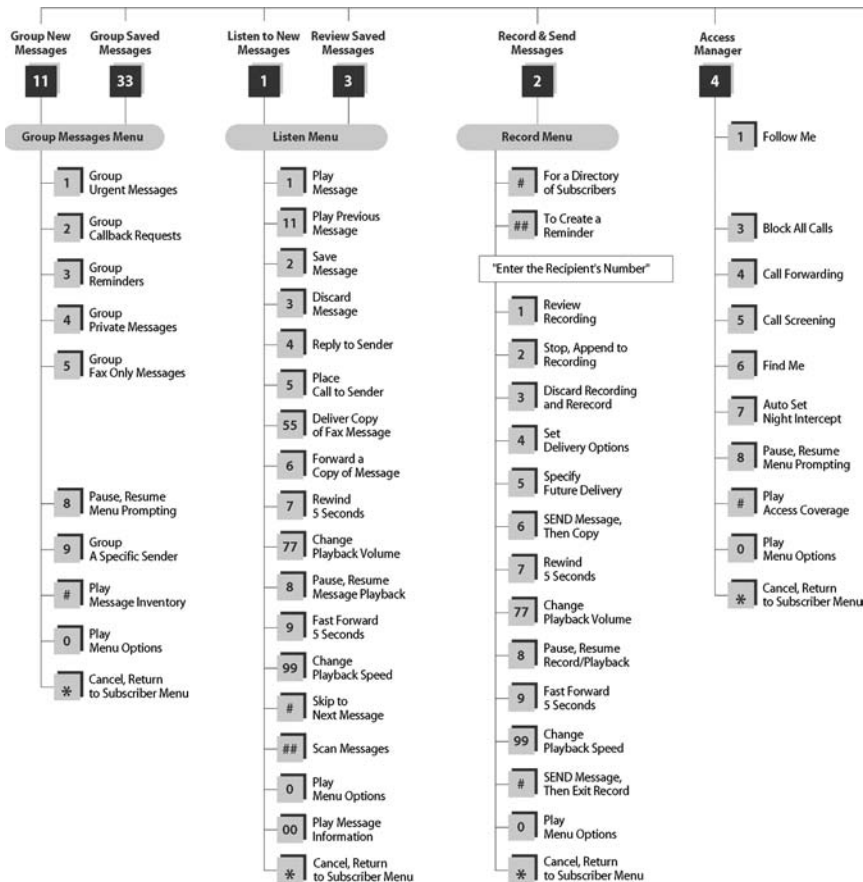 Group New
Messages
11
Group Saved
Messages
33
Group Messages Menu
1
Group
Urgent Messages
2
Group
Callback Requests
3
Group
Reminders
4
Group
Private Messages
5
Group
Fax Only Messages
8
Pause, Resume
Menu Prompting
9
Group
A Specific Sender
#
Play
Message Inventory
0
Play
Menu Options
*
Cancel, Return
to Subscriber Menu
Listen to New
Messages
1
Review Saved
Messages
3
Listen Menu
1
Play
Message
11
Play Previous
Message
2
Save
Message
3
Discard
Message
4
Reply to Sender
5
Place
Call to Sender
55
Deliver Copy
of Fax Message
6
Forward a
Copy of Message
7
Rewind
5 Seconds
77
Change
Playback Volume
8
Pause, Resume
Message Playback
9
Fast Forward
5 Seconds
99
Change
Playback Speed
#
Skip to
Next Message
##
Scan Messages
0
Play
Menu Options
00
Play Message
Information
*
Cancel, Return
to Subscriber Menu
Record & Send
Messages
2
Record Menu
#
For a Directory
of Subscribers
##
To Create a
Reminder
"Enter the Recipient's Number"
1
Review
Recording
2
Stop, Append to
Recording
3
Discard Recording
and Rerecord
4
Set
Delivery Options
5
Specify
Future Delivery
6
SEND Message,
Then Copy
7
Rewind
5 Seconds
77
Change
Playback Volume
8
Pause, Resume
Record/Playback
9
Fast Forward
5 Seconds
99
Change
Playback Speed
#
SEND Message,
Then Exit Record
0
Play
Menu Options
*
Cancel, Return
to Subscriber Menu
Access
Manager
4
1
Follow Me
3
Block All Calls
4
Call Forwarding
5
Call Screening
6
Find Me
7
Auto Set
Night Intercept
8
Pause, Resume
Menu Prompting
#
Play
Access Coverage
0
Play
Menu Options
*
Cancel, Return
to Subscriber Menu